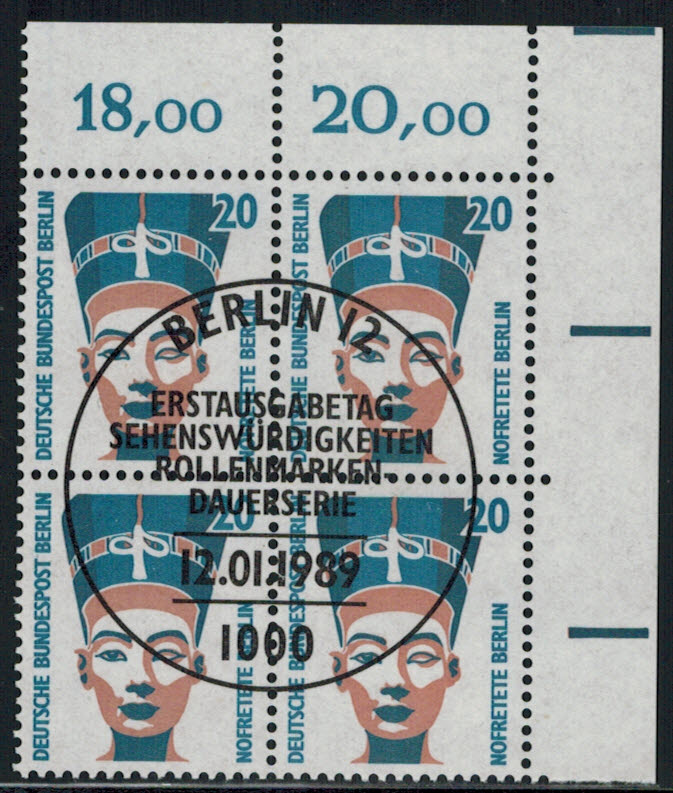 18,00
20,00
20
DEUTSCHE BUNDESPOST BERLIN
NOFRETETE BERLIN
20
DEUTSCHE BUNDESPOST BERLIN
NOFRETETE BERLIN
BERLIN 12
ERSTAUSGABETAG
SEHENSWÜRDIGKEITEN
ROLLENMARKEN-
DAUERSERIE
12.01.1989
1000
20
DEUTSCHE BUNDESPOST BERLIN
NOFRETETE BERLIN
20
DEUTSCHE BUNDESPOST BERLIN
NOFRETETE BERLIN